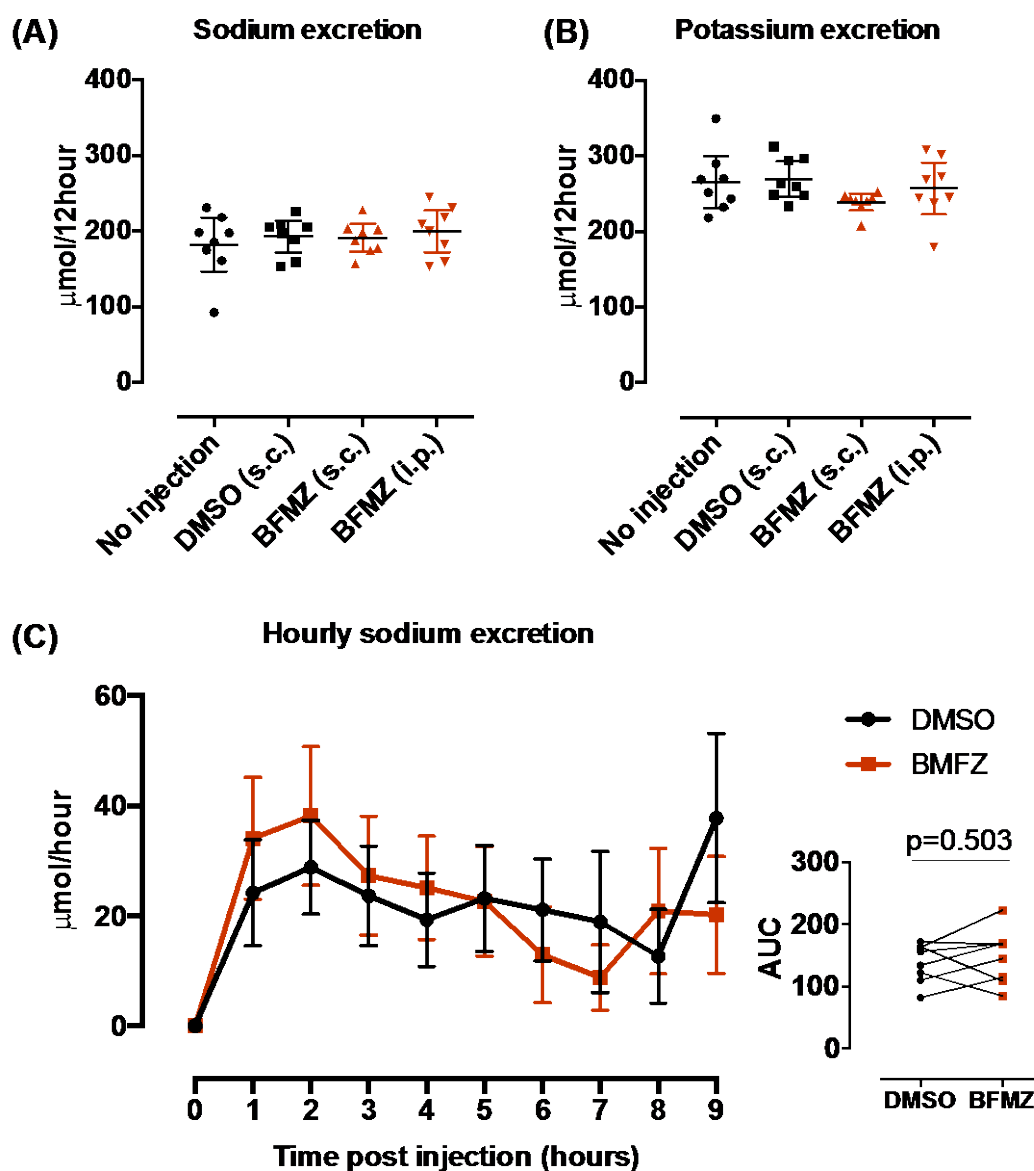 (A) Sodium excretion
μmol/12hour
400
300
200
100
0
No injection
DMSO (s.c.)
BFMZ (s.c.)
BFMZ (i.p.)
(B) Potassium excretion
μmol/12hour
400
300
200
100
0
No injection
DMSO (s.c.)
BFMZ (s.c.)
BFMZ (i.p.)
(C) Hourly sodium excretion
μmol/hour
60
40
20
0
0 1 2 3 4 5 6 7 8 9
Time post injection (hours)
DMSO
BMFZ
p=0.503
AUC
300
200
100
0
DMSO BFMZ